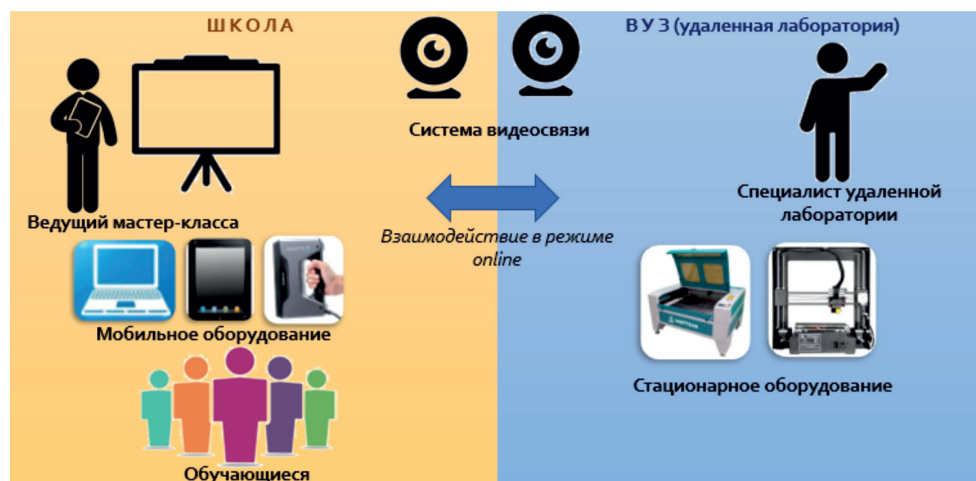 ШКОЛА
ВУЗ (удаленная лаборатория)
Система видеосвязи
Ведущий мастер-класса
Специалист удаленной
лаборатории
Взаимодействие в режиме
online
Мобильное оборудование
Стационарное оборудование
Обучающиеся